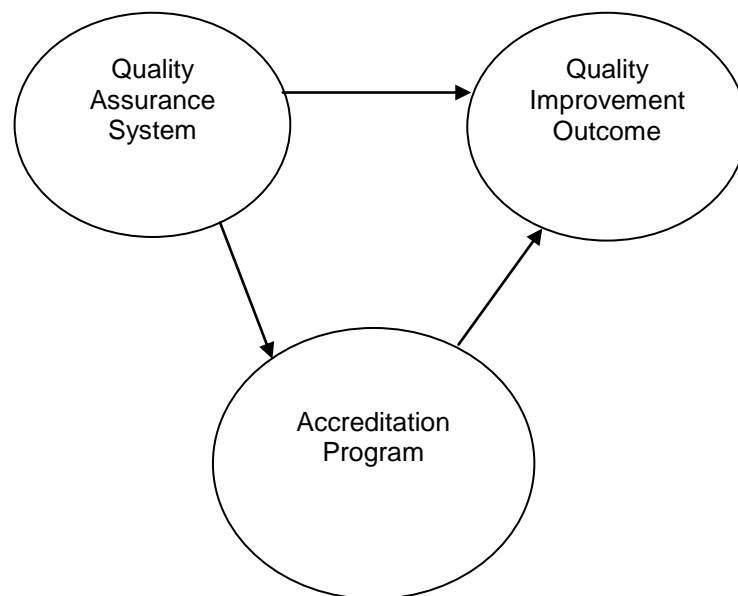 Quality
Assurance
System
Quality
Improvement
Outcome
Accreditation
Program